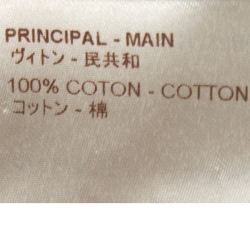 PRINCIPAL - MAIN
ヴィトン - 民共和
100% COTON - COTTON
コットン - 棉